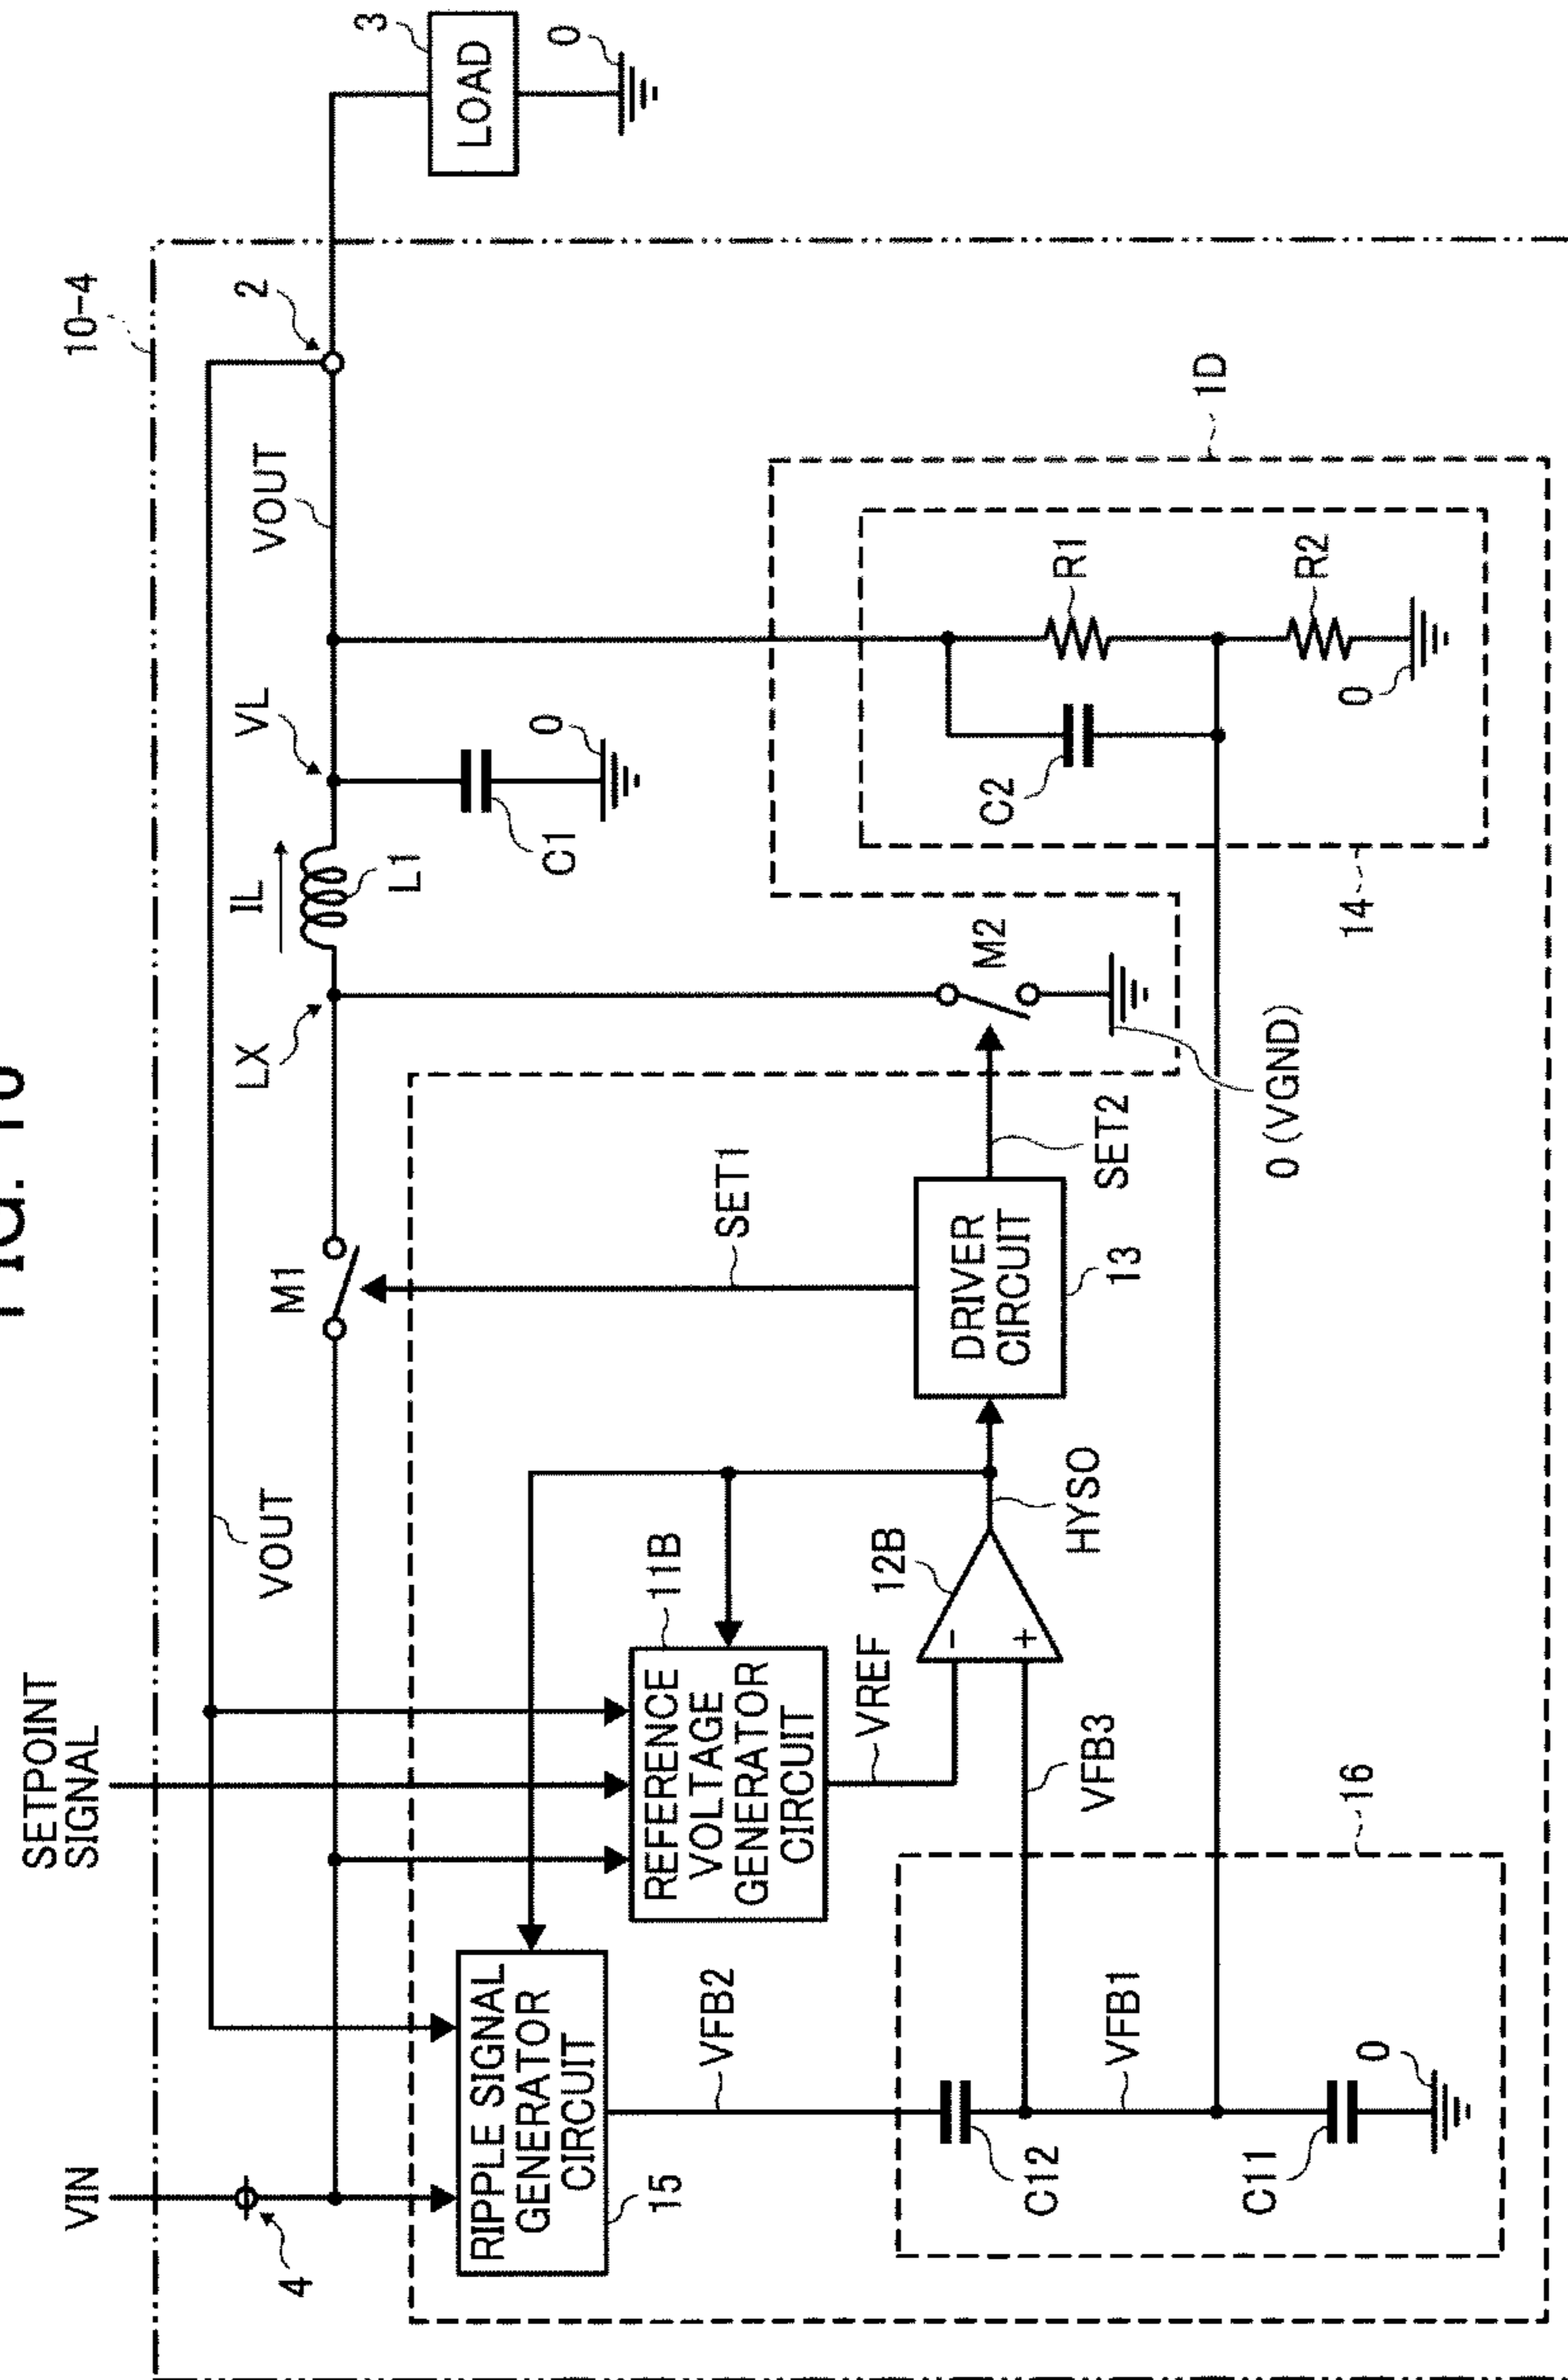 FIG.
VIN
SETPOINT
SIGNAL
10-4
4
VOUT
M1
LX
IL
L1
VL
VOUT
2
3
LOAD
0
C1
0
RIPPLE SIGNAL
GENERATOR
CIRCUIT
15
REFERENCE
VOLTAGE
GENERATOR
CIRCUIT
11B
SET1
VFB2
VREF
12B
-
+
HYSO
DRIVER
CIRCUIT
13
SET2
M2
0 (VGND)
1D
C2
R1
R2
0
14
VFB3
VFB1
C12
C11
0
16